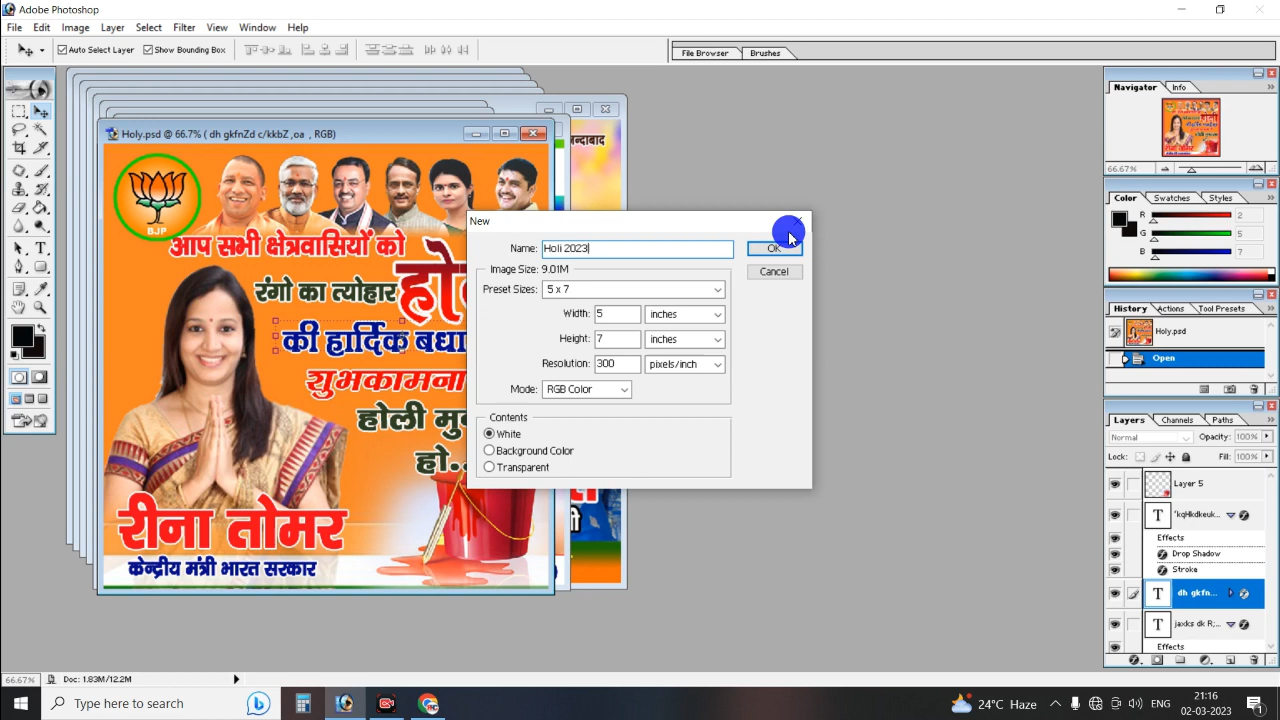 Adobe Photoshop
File Edit Image Layer Select Filter View Window Help
Auto Select Layer Show Bounding Box
File Browser Brushes
Holy.psd @ 66.7% ( dh gkfnZd c/kkbZ ,oa , RGB)
BJP
आप सभी क्षेत्रवासियों को
रंगो का त्योहार
की हार्दिक
होली
हो..
रीना तोमर
केन्द्रीय मंत्री भारत सरकार
New
Name: Holi 2023
OK
Image Size: 9.01M
Cancel
Preset Sizes: 5 x 7
Width: 5 inches
Height: 7 inches
Resolution: 300 pixels/inch
Mode: RGB Color
Contents
White
Background Color
Transparent
Navigator Info
66.67%
Color Swatches Styles
R 2
G 5
B 7
History Actions Tool Presets
Holy.psd
Open
Layers Channels Paths
Normal Opacity: 100%
Lock: Fill: 100%
Layer 5
T 'kqHkdkeuk...
Effects
Drop Shadow
Stroke
T dh gkfn...
T jaxks dk R;...
Effects
66.67% Doc: 1.83M/12.2M
Type here to search
24°C Haze
ENG
21:16
02-03-2023
1